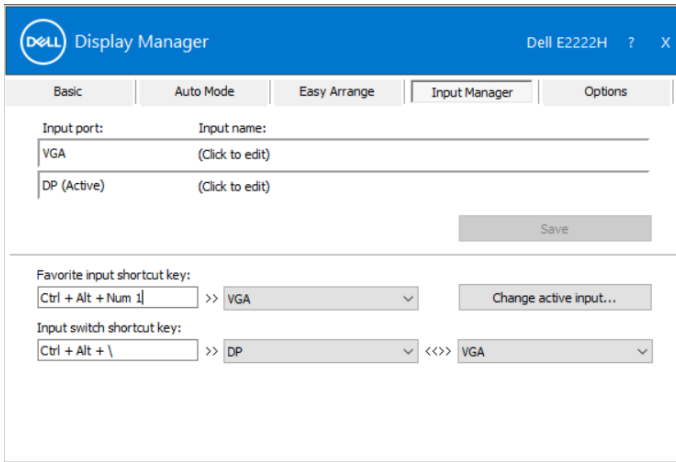 DELL Display Manager Dell E2222H ? X
Basic Auto Mode Easy Arrange Input Manager Options
Input port: Input name:
VGA (Click to edit)
DP (Active) (Click to edit)
Save
Favorite input shortcut key:
Ctrl + Alt + Num 1 >> VGA Change active input...
Input switch shortcut key:
Ctrl + Alt + \ >> DP <<>> VGA